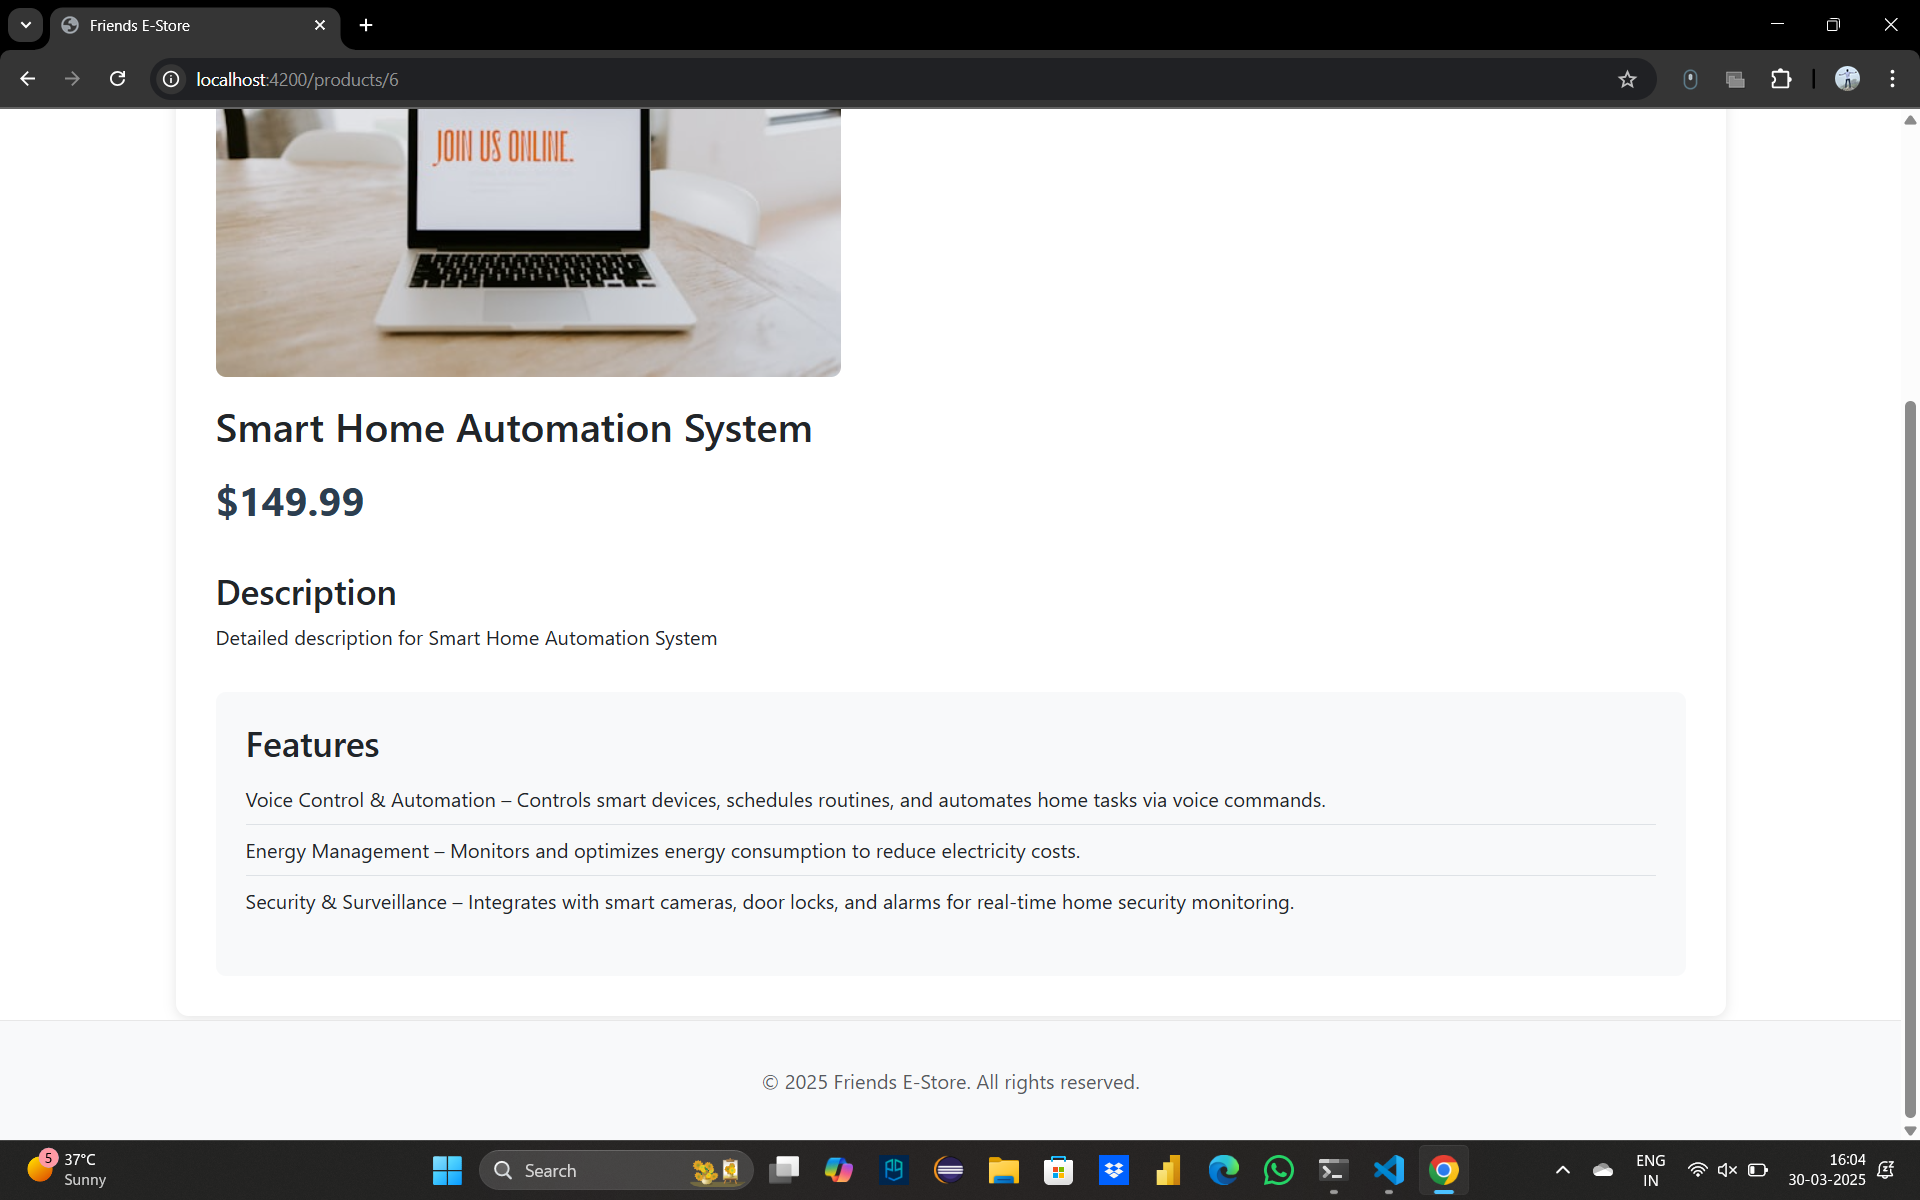 Friends E-Store
localhost:4200/products/6
JOIN US ONLINE.
Smart Home Automation System
$149.99
Description
Detailed description for Smart Home Automation System
Features
Voice Control & Automation – Controls smart devices, schedules routines, and automates home tasks via voice commands.
Energy Management – Monitors and optimizes energy consumption to reduce electricity costs.
Security & Surveillance – Integrates with smart cameras, door locks, and alarms for real-time home security monitoring.
© 2025 Friends E-Store. All rights reserved.
5
37°C
Sunny
Search
ENG
IN
16:04
30-03-2025